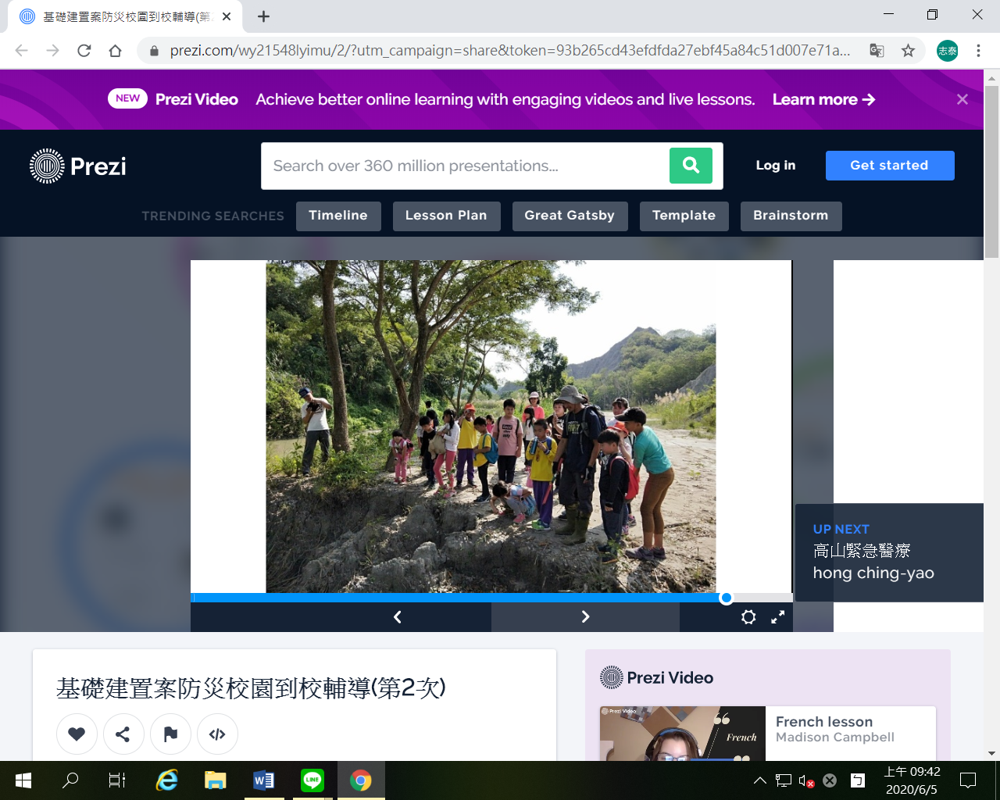 基礎建置案防災校園到校輔導(第
prezi.com/wy21548lyimu/2/?utm_campaign=share&token=93b265cd43efdfda27ebf45a84c51d007e71a...
志泰
NEW Prezi Video Achieve better online learning with engaging videos and live lessons. Learn more →
Prezi
Search over 360 million presentations...
Log in
Get started
TRENDING SEARCHES Timeline Lesson Plan Great Gatsby Template Brainstorm
UP NEXT
高山緊急醫療
hong ching-yao
基礎建置案防災校園到校輔導(第2次)
Prezi Video
Prezi Video
French
French lesson
Madison Campbell
LINE
ㄅ
上午 09:42
2020/6/5